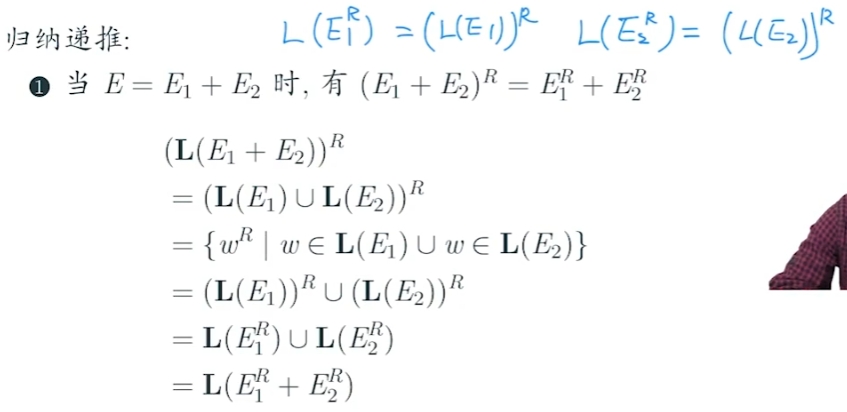 L(E₁ᴿ) = (L(E₁))ᴿ L(E₂ᴿ) = (L(E₂))ᴿ
归纳递推:
❶ 当 E = E₁ + E₂ 时, 有 (E₁ + E₂)ᴿ = E₁ᴿ + E₂ᴿ
(L(E₁ + E₂))ᴿ
= (L(E₁) ∪ L(E₂))ᴿ
= {wᴿ | w ∈ L(E₁) ∪ w ∈ L(E₂)}
= (L(E₁))ᴿ ∪ (L(E₂))ᴿ
= L(E₁ᴿ) ∪ L(E₂ᴿ)
= L(E₁ᴿ + E₂ᴿ)